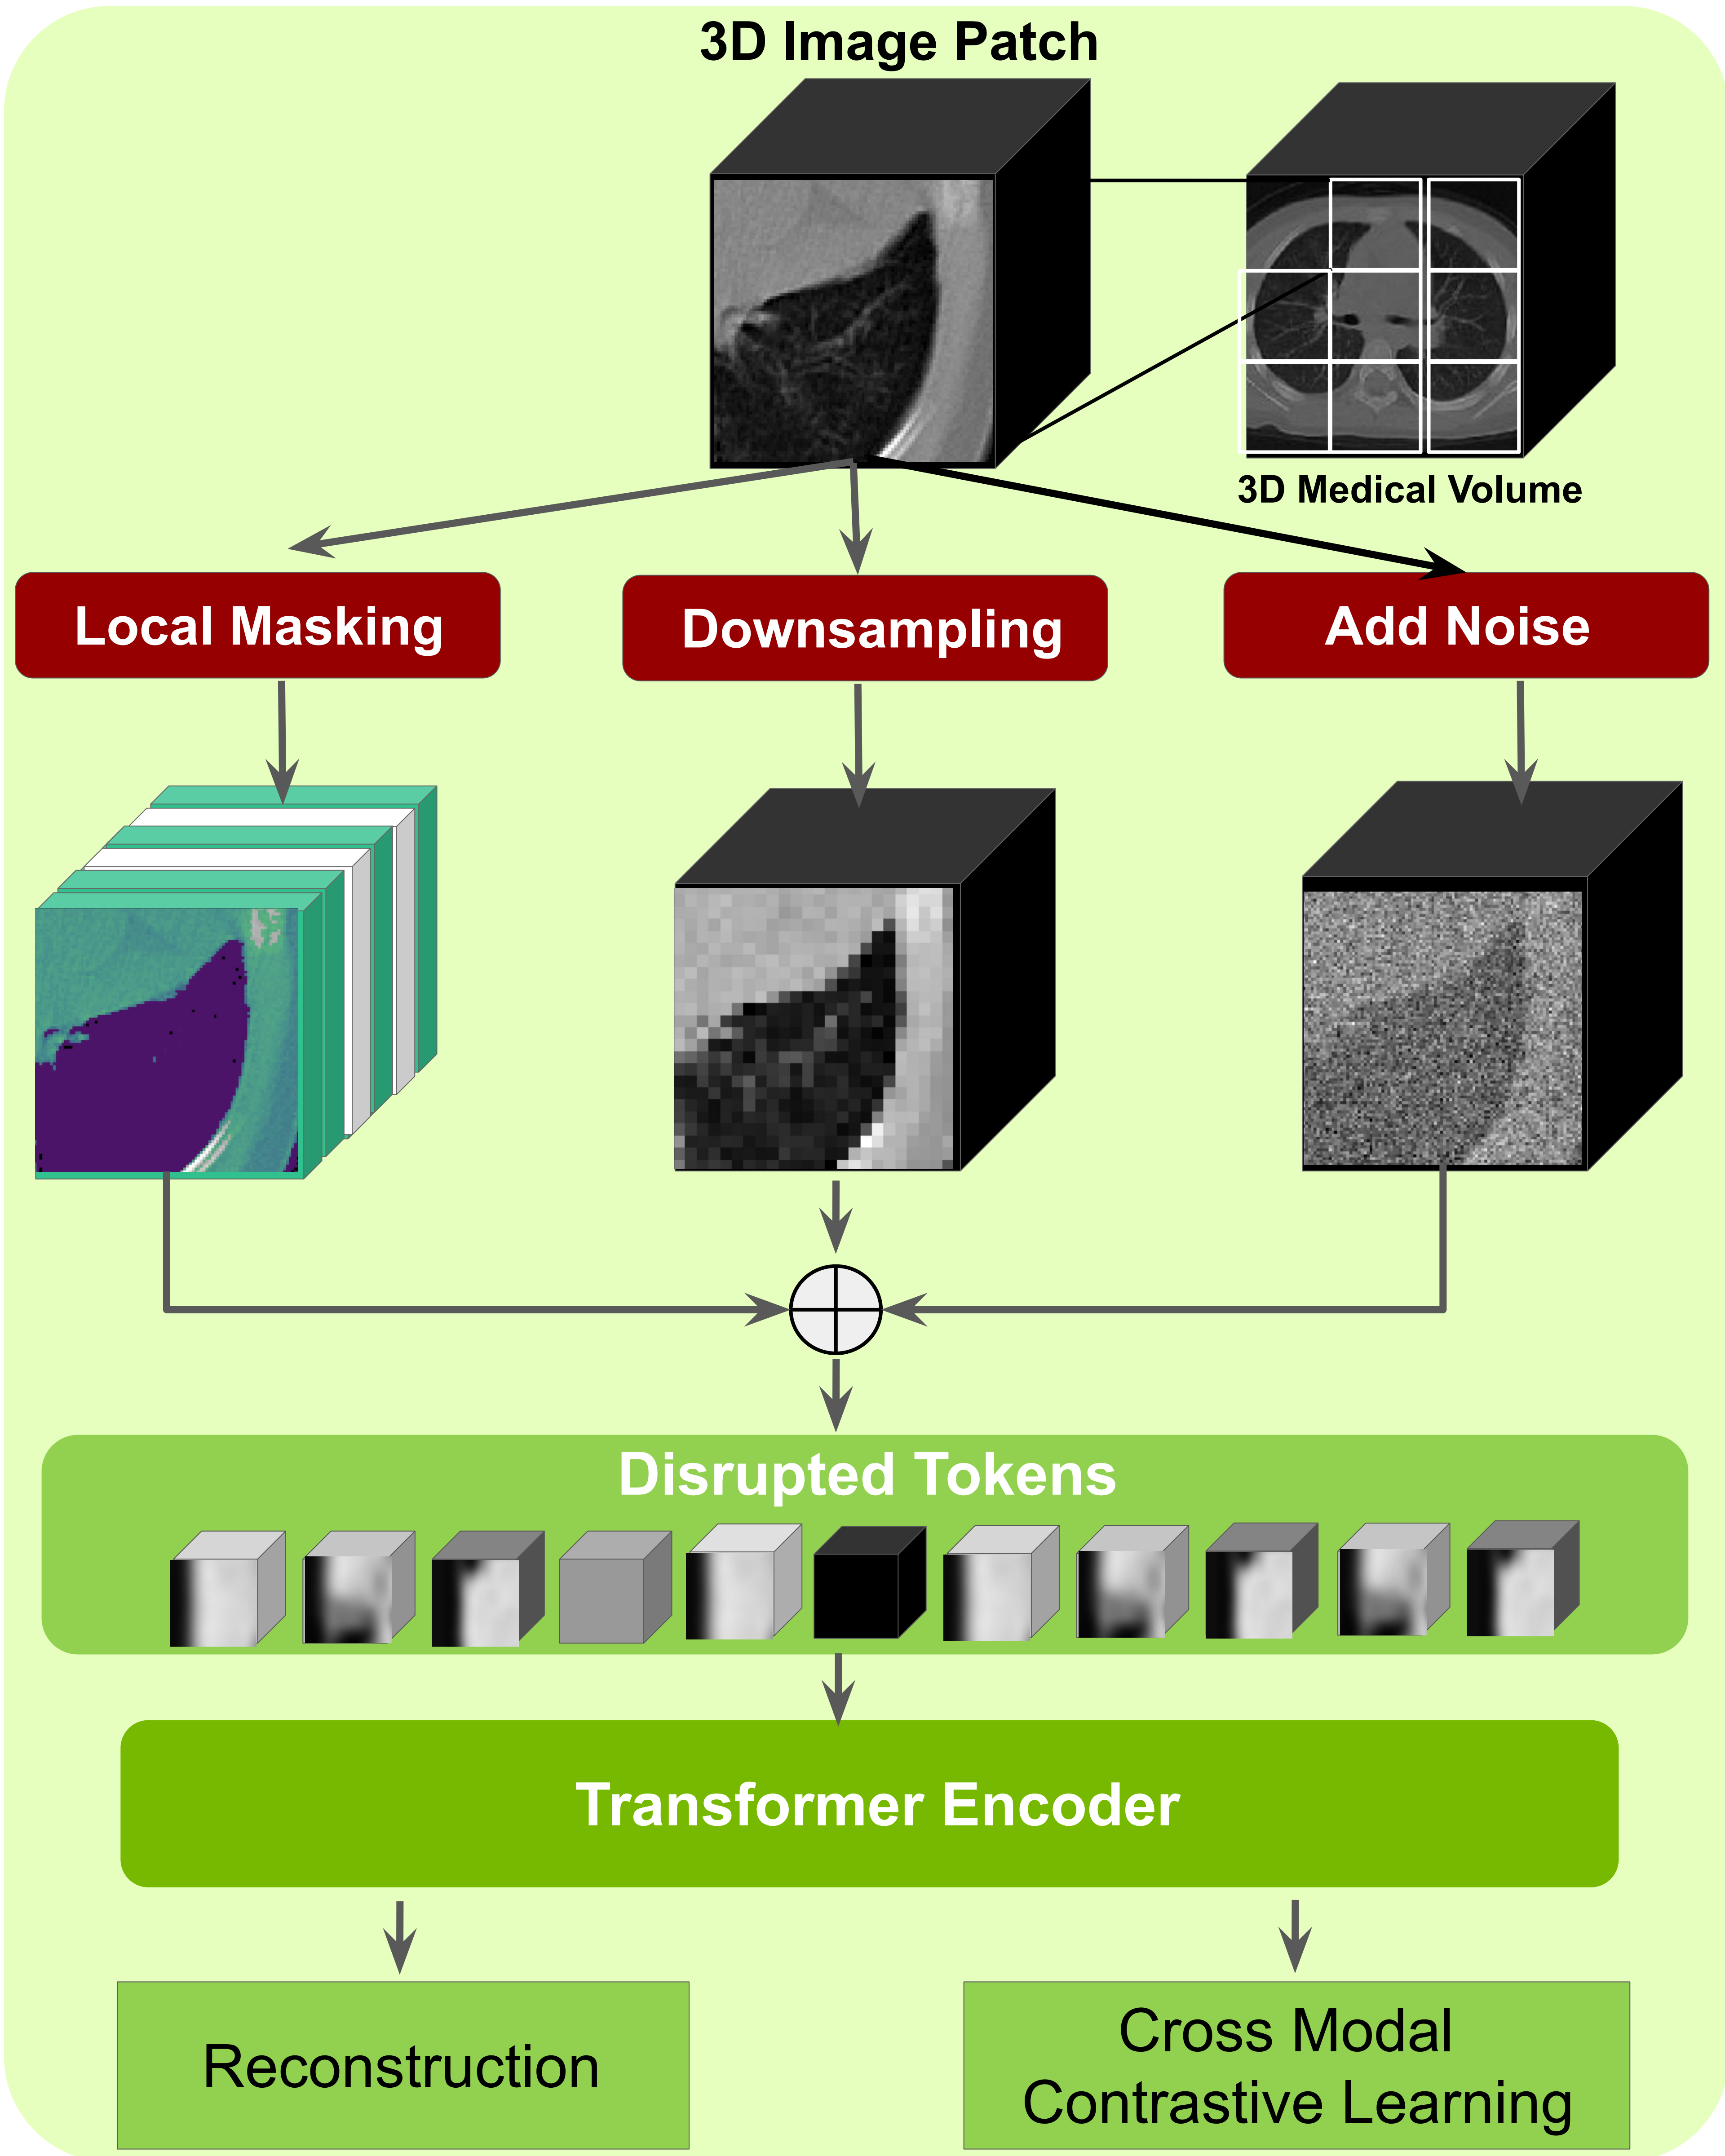 3D Image Patch
3D Medical Volume
Local Masking
Downsampling
Add Noise
Disrupted Tokens
Transformer Encoder
Reconstruction
Cross Modal
Contrastive Learning